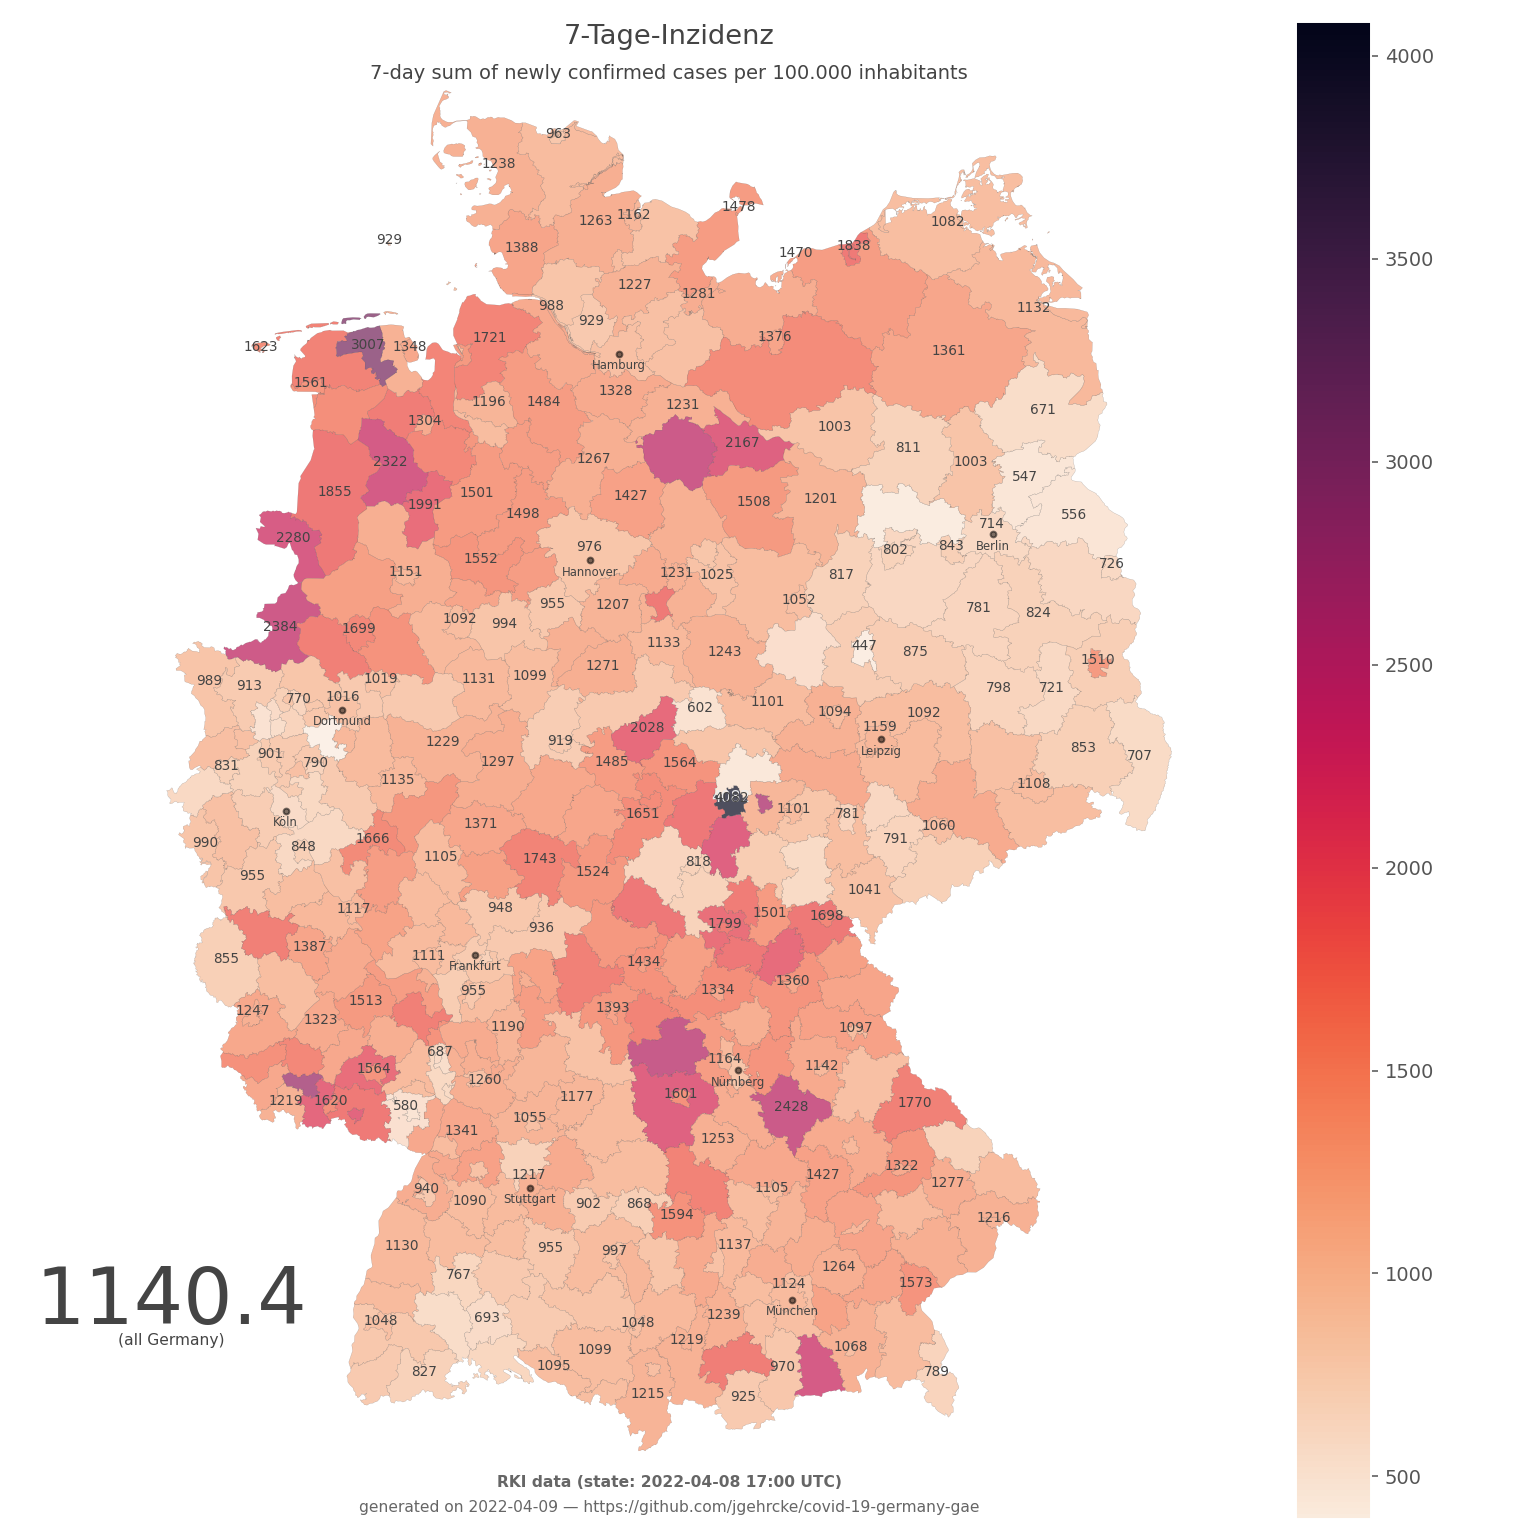 7-Tage-Inzidenz
7-day sum of newly confirmed cases per 100.000 inhabitants
4000
3500
3000
2500
2000
1500
1000
500
963
1238
1478
1263 1162
1082
929
1388
1838
1470
1227
1281
988
1132
929
1721
1376
1623 3007 1348
1361
Hamburg
1561
1328
1196 1484 1231
671
1304
1003
2167
811
2322 1267 1003
547
1855 1501 1427 1508 1201
1991 1498
556
714
2280
976
802 843 Berlin
1552
726
1151 Hannover 1231 1025 817
955 1207 1052
781 824
1092 994
2384 1699
1133 1243
447 875
1271
1510
989 913 1019 1131 1099
798 721
770 1016
602 1101 1094 1092
Dortmund
2028 1159
1229 919
901
Leipzig
853 707
831 790 1297 1485 1564
1135
1108
1101 781
Köln
1371 1651
1060
990 848 1666
791
1105 1743 818
955 1524
1041
1117 948
1799 1501 1698
936
1387
855 1111 1434
Frankfurt
1360
955 1334
1513
1247 1323 1393
1190
1097
687 1164
1564
1142
1260 Nürnberg
1219 1620 580 1177 1601
2428 1770
1055
1341 1253
1217
1322
940
1427
1277
1090 Stuttgart 902 868 1105
1594
1216
1130 955 997 1137
767
1264
1573
1124
1140.4
(all Germany)
1048 693 1048 1239 München
1219
1099
1068
827 1095 970 789
1215 925
RKI data (state: 2022-04-08 17:00 UTC)
generated on 2022-04-09 — https://github.com/jgehrcke/covid-19-germany-gae